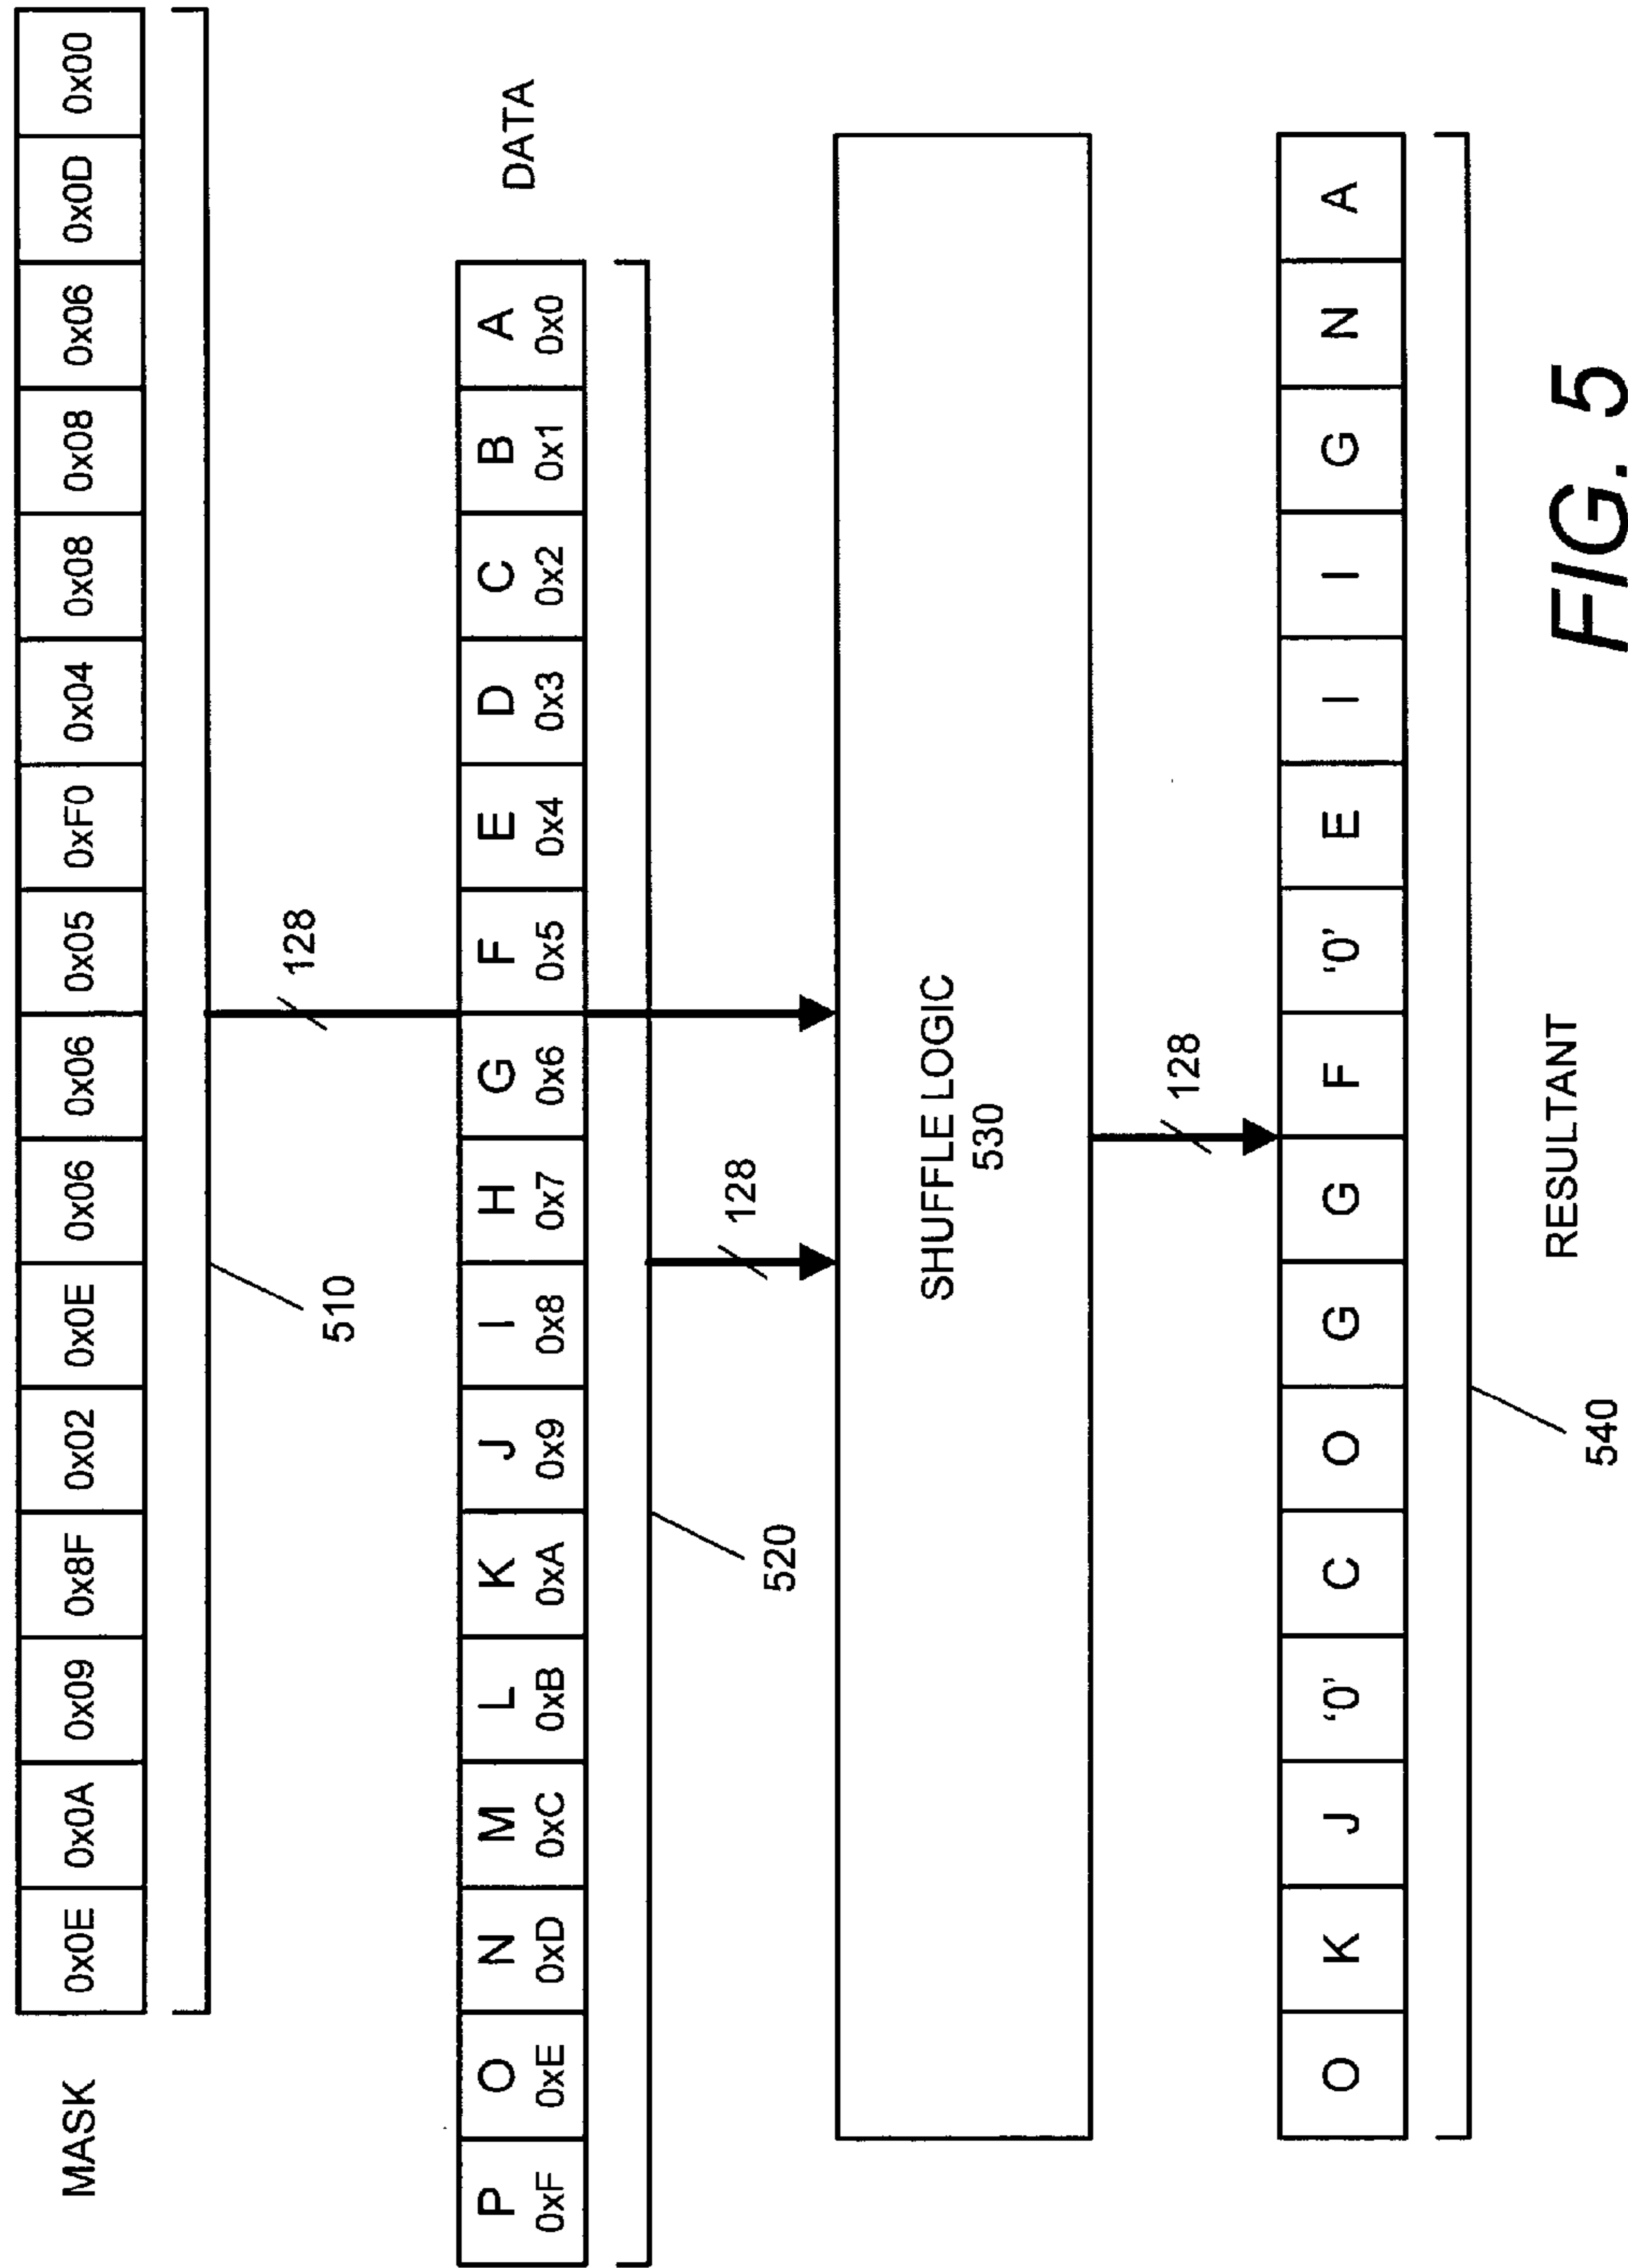 MASK
0x0E 0x0A 0x09 0x8F 0x02 0x0E 0x06 0x06 0x05 0xF0 0x04 0x08 0x08 0x06 0x0D 0x00
510
128
P O N M L K J I H G F E D C B A
0xF 0xE 0xD 0xC 0xB 0xA 0x9 0x8 0x7 0x6 0x5 0x4 0x3 0x2 0x1 0x0
DATA
520
128
SHUFFLE LOGIC
530
128
O K J '0' C O G G F '0' E I I G N A
540
RESULTANT
FIG. 5